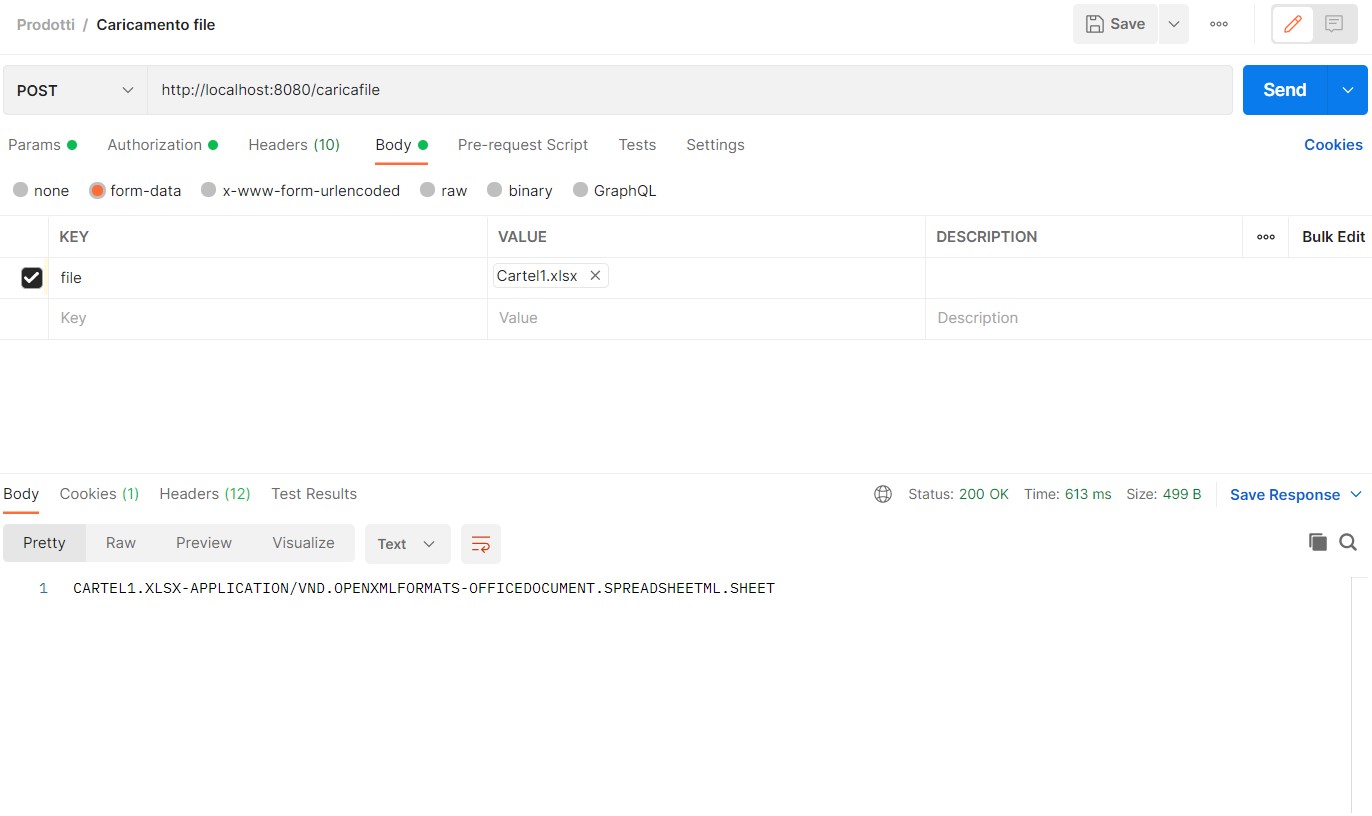 Prodotti / Caricamento file
Save
POST http://localhost:8080/caricafile Send
Params Authorization Headers (10) Body Pre-request Script Tests Settings Cookies
none form-data x-www-form-urlencoded raw binary GraphQL
KEY VALUE DESCRIPTION Bulk Edit
file Cartel1.xlsx
Key Value Description
Body Cookies (1) Headers (12) Test Results Status: 200 OK Time: 613 ms Size: 499 B Save Response
Pretty Raw Preview Visualize Text
1 CARTEL1.XLSX-APPLICATION/VND.OPENXMLFORMATS-OFFICEDOCUMENT.SPREADSHEETML.SHEET